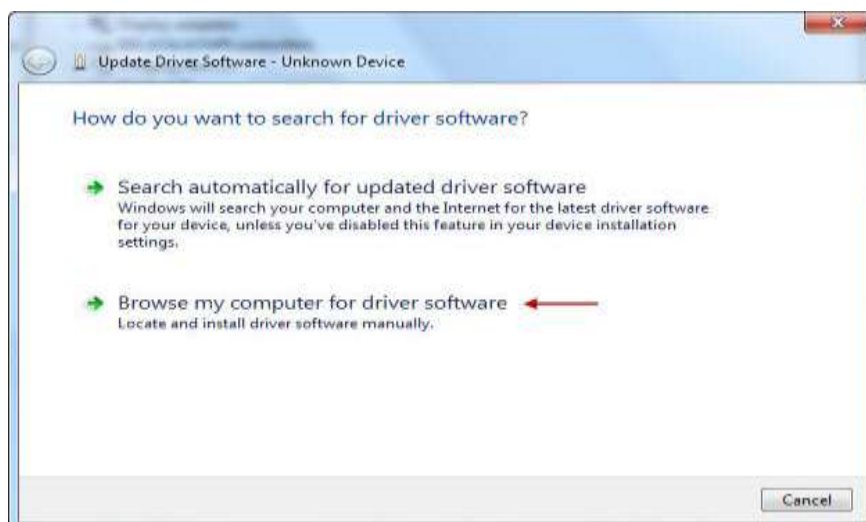 Update Driver Software - Unknown Device
How do you want to search for driver software?
Search automatically for updated driver software
Windows will search your computer and the Internet for the latest driver software
for your device, unless you've disabled this feature in your device installation
settings.
Browse my computer for driver software
Locate and install driver software manually.
Cancel